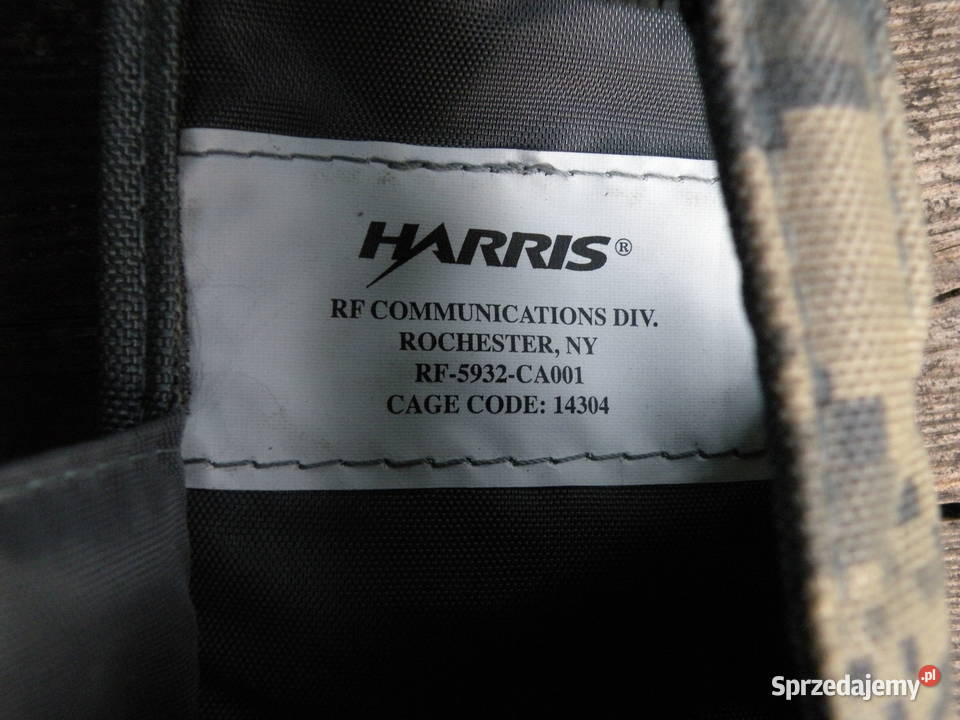 HARRIS®
RF COMMUNICATIONS DIV.
ROCHESTER, NY
RF-5932-CA001
CAGE CODE: 14304
Sprzedajemy.pl